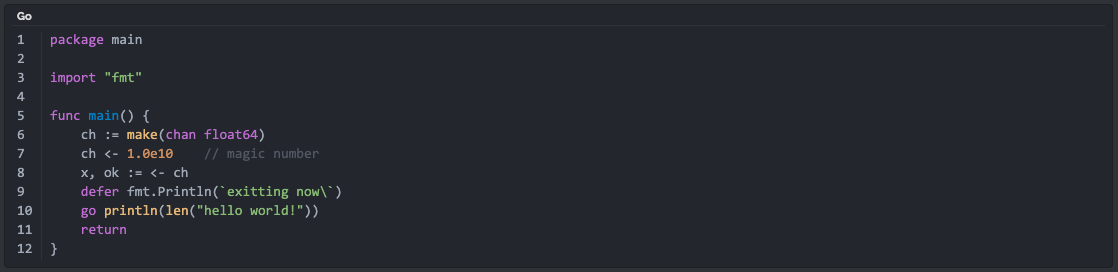 Go
1 package main
2
3 import "fmt"
4
5 func main() {
6     ch := make(chan float64)
7     ch <- 1.0e10    // magic number
8     x, ok := <- ch
9     defer fmt.Println(`exitting now\`)
10     go println(len("hello world!"))
11     return
12 }